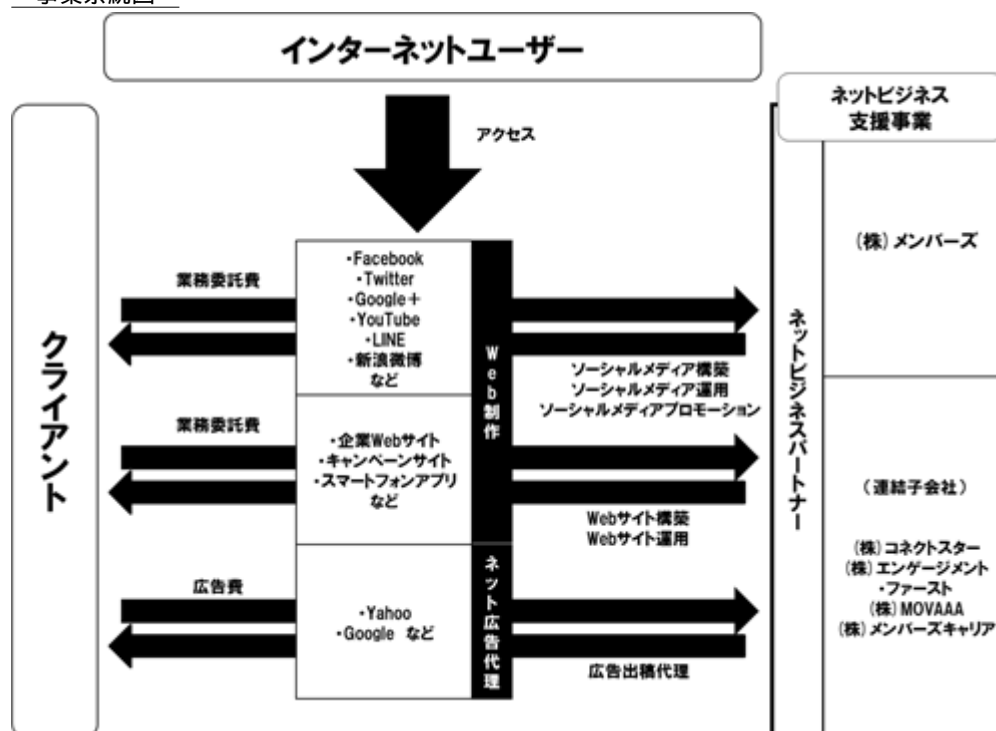 事業系統図
インターネットユーザー
アクセス
クライアント
業務委託費
業務委託費
広告費
・Facebook
・Twitter
・Google+
・YouTube
・LINE
・新浪微博
など
・企業Webサイト
・キャンペーンサイト
・スマートフォンアプリ
など
・Yahoo
・Google など
Web制作
ネット広告代理
ソーシャルメディア構築
ソーシャルメディア運用
ソーシャルメディアプロモーション
Webサイト構築
Webサイト運用
広告出稿代理
ネットビジネスパートナー
ネットビジネス
支援事業
(株)メンバーズ
(連結子会社)
(株)コネクトスター
(株)エンゲージメント
・ファースト
(株)MOVAAA
(株)メンバーズキャリア